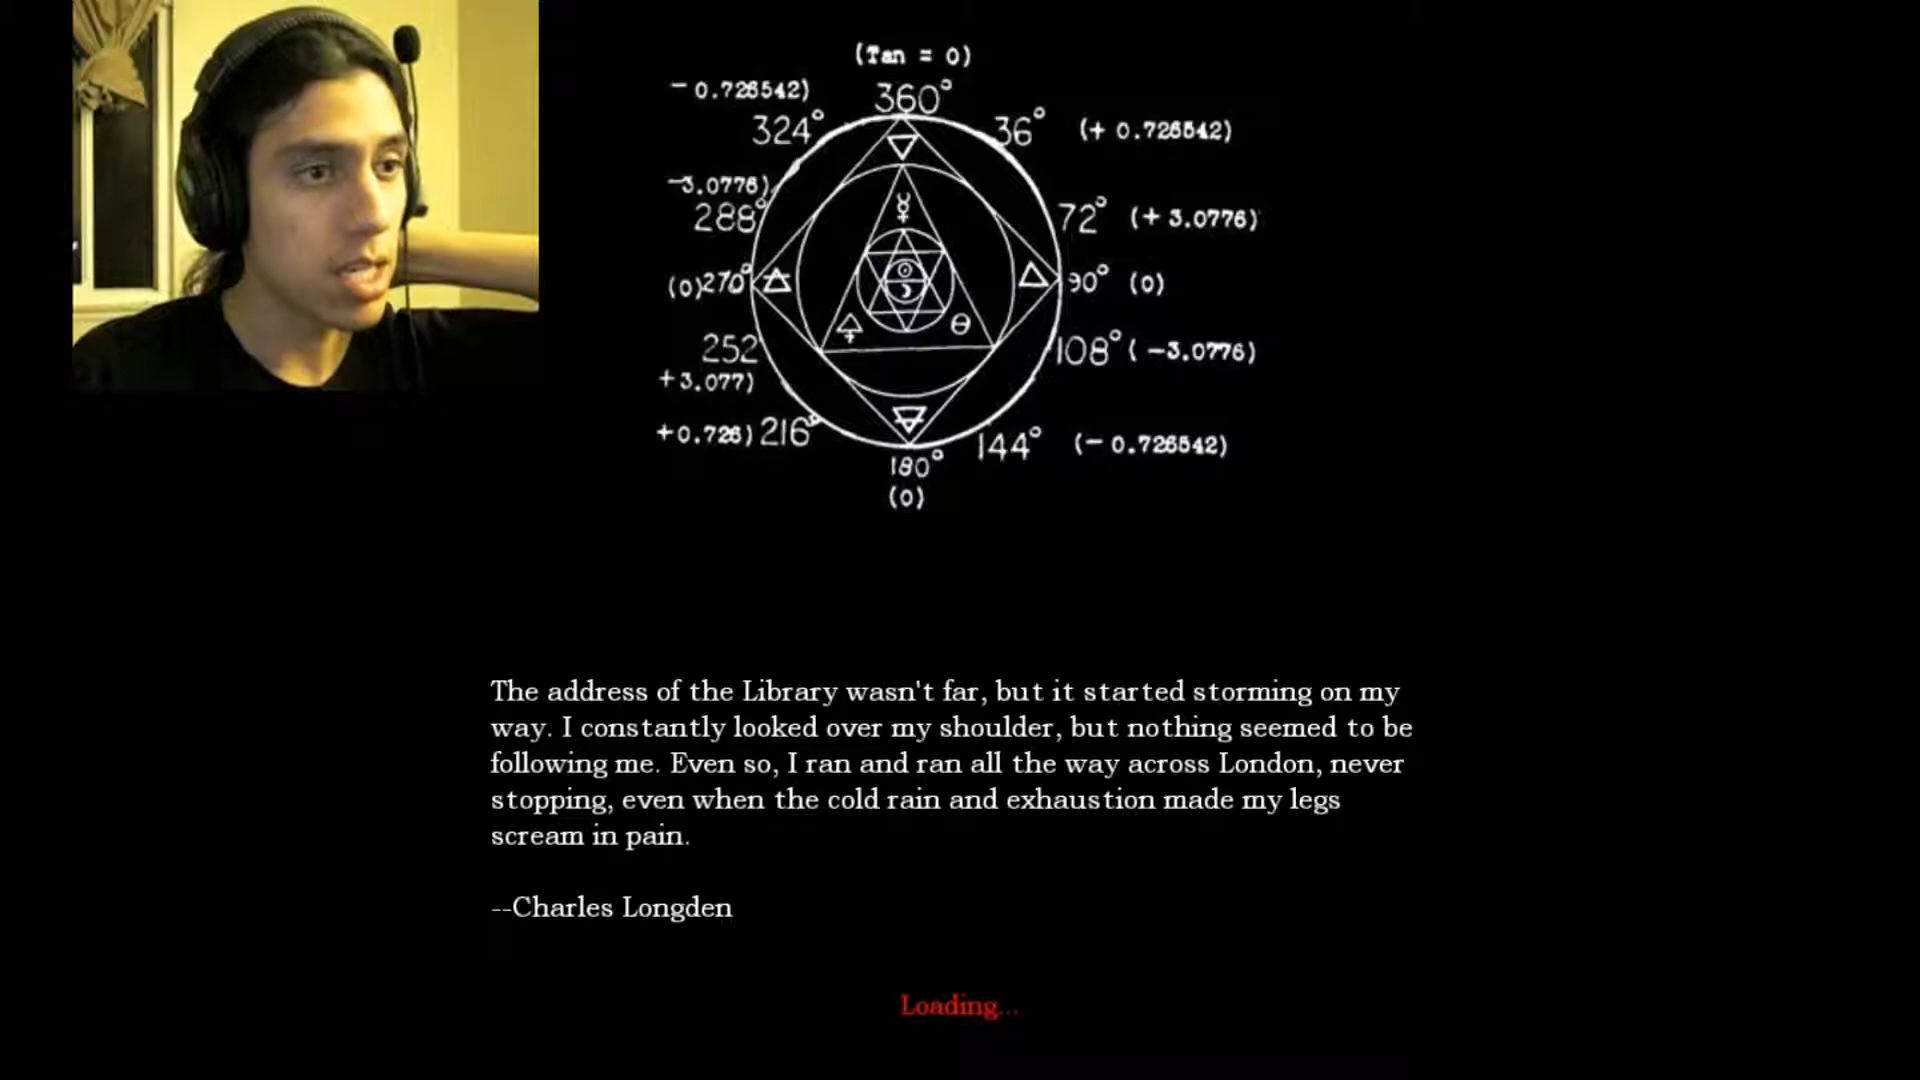 (Tan = 0)
-0.726542)
360°
324°
36°
(+ 0.726542)
-3.0776)
288°
72°
(+ 3.0776)
(0)270°
90°
(0)
252
108°
(-3.0776)
+3.077)
+0.726)
216°
144°
(- 0.726542)
180°
(0)
The address of the Library wasn't far, but it started storming on my
way. I constantly looked over my shoulder, but nothing seemed to be
following me. Even so, I ran and ran all the way across London, never
stopping, even when the cold rain and exhaustion made my legs
scream in pain.
--Charles Longden
Loading...